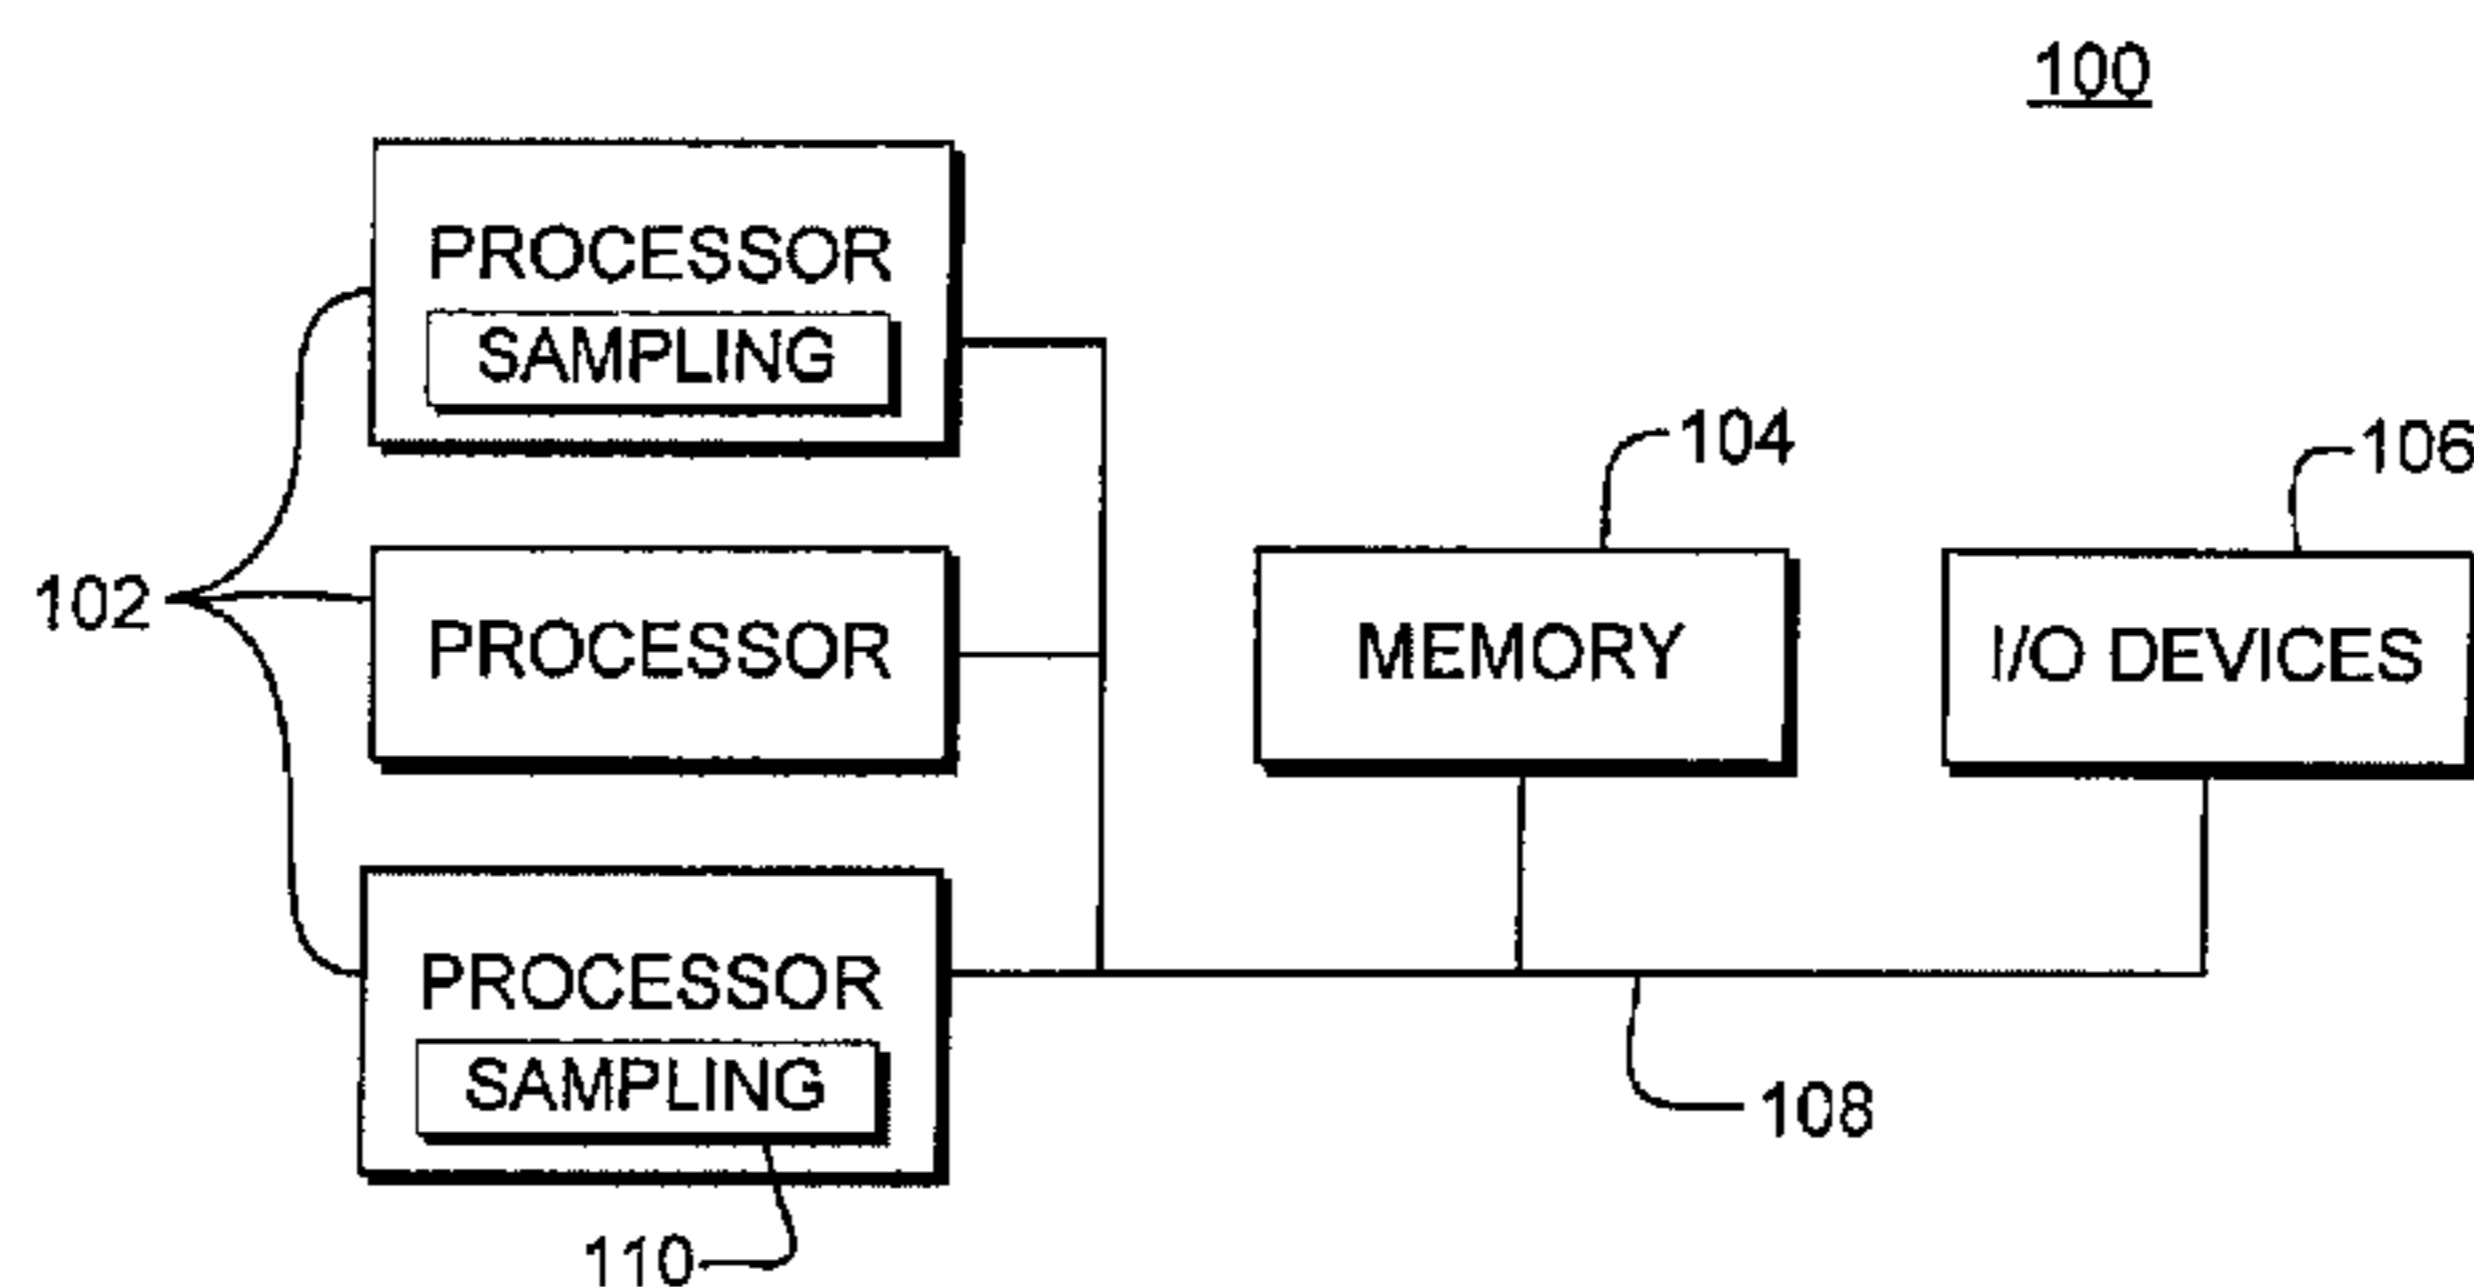 100
PROCESSOR
SAMPLING
104
106
102
PROCESSOR
MEMORY
I/O DEVICES
PROCESSOR
SAMPLING
108
110